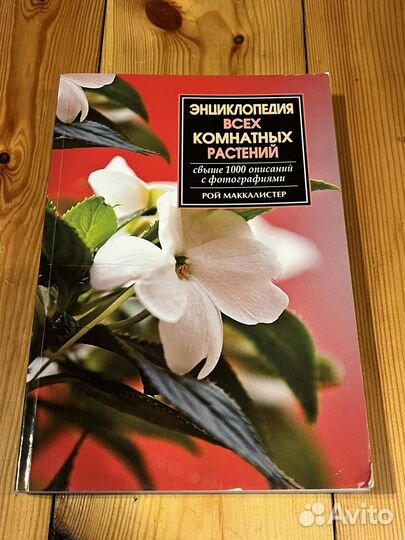 ЭНЦИКЛОПЕДИЯ
ВСЕХ
КОМНАТНЫХ
РАСТЕНИЙ
свыше 1000 описаний
с фотографиями
РОЙ МАККАЛИСТЕР
Avito